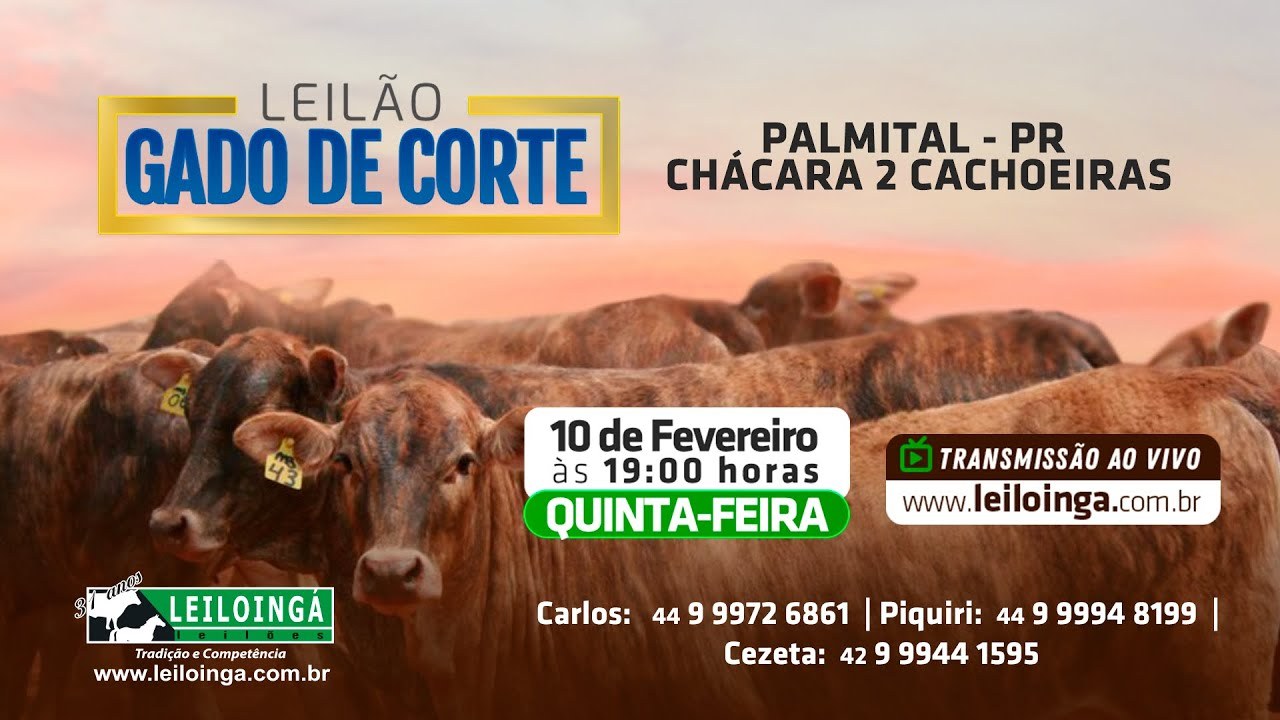 LEILÃO
GADO DE CORTE
PALMITAL - PR
CHÁCARA 2 CACHOEIRAS
43
10 de Fevereiro
às 19:00 horas
QUINTA-FEIRA
TRANSMISSÃO AO VIVO
www.leiloinga.com.br
anos
LEILOINGÁ
leilões
Tradição e Competência
www.leiloinga.com.br
Carlos: 44 9 9972 6861 | Piquiri: 44 9 9994 8199 |
Cezeta: 42 9 9944 1595